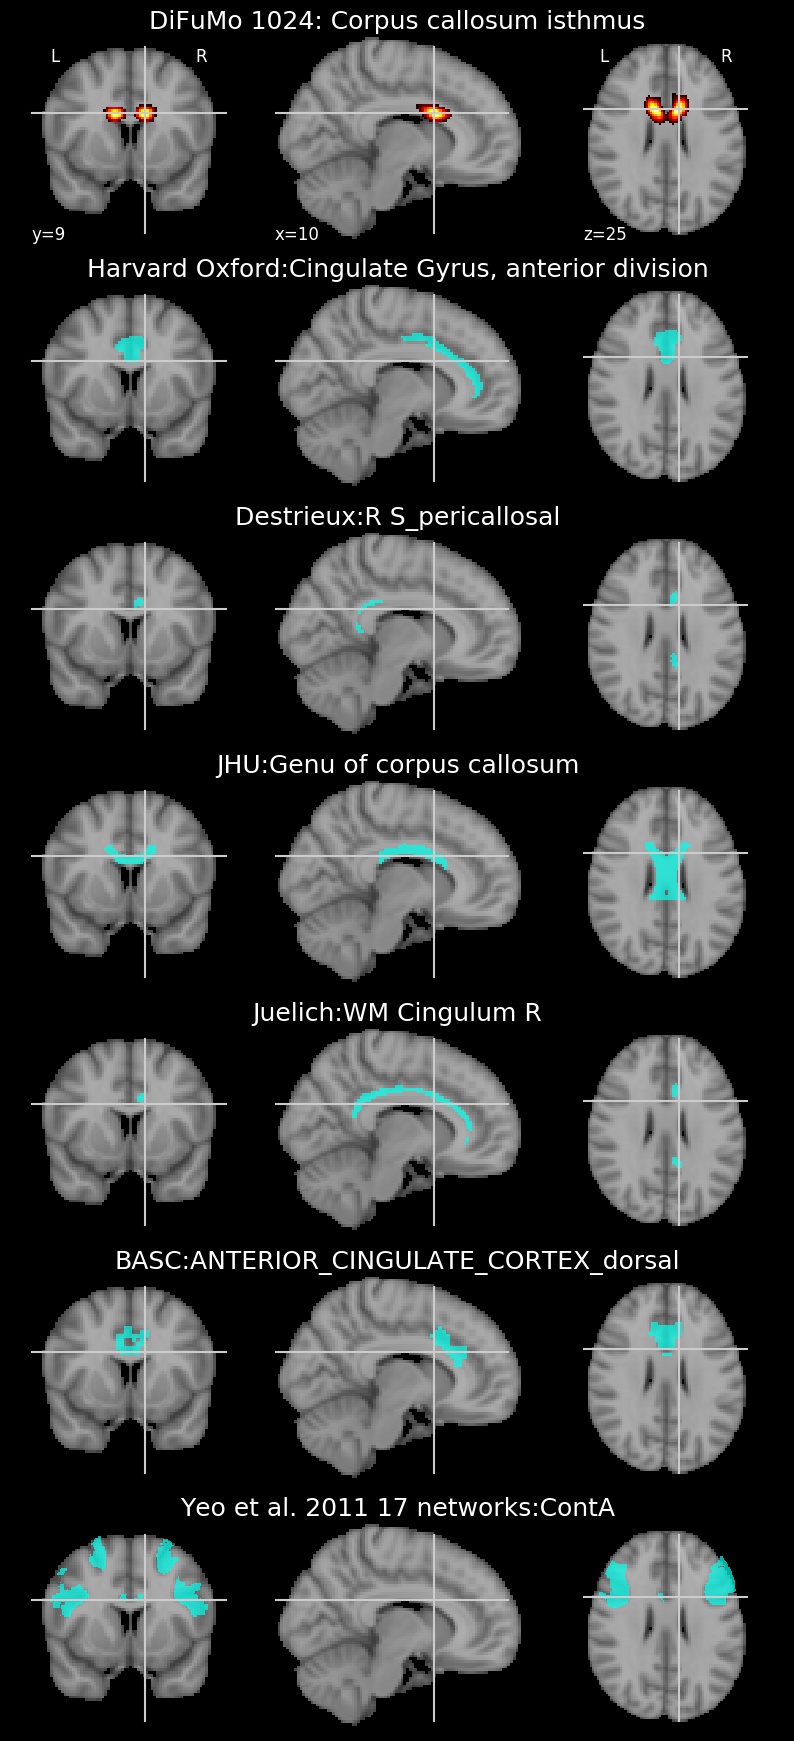 DiFuMo 1024: Corpus callosum isthmus
L R L R
y=9 x=10 z=25
Harvard Oxford:Cingulate Gyrus, anterior division
Destrieux:R S_pericallosal
JHU:Genu of corpus callosum
Juelich:WM Cingulum R
BASC:ANTERIOR_CINGULATE_CORTEX_dorsal
Yeo et al. 2011 17 networks:ContA